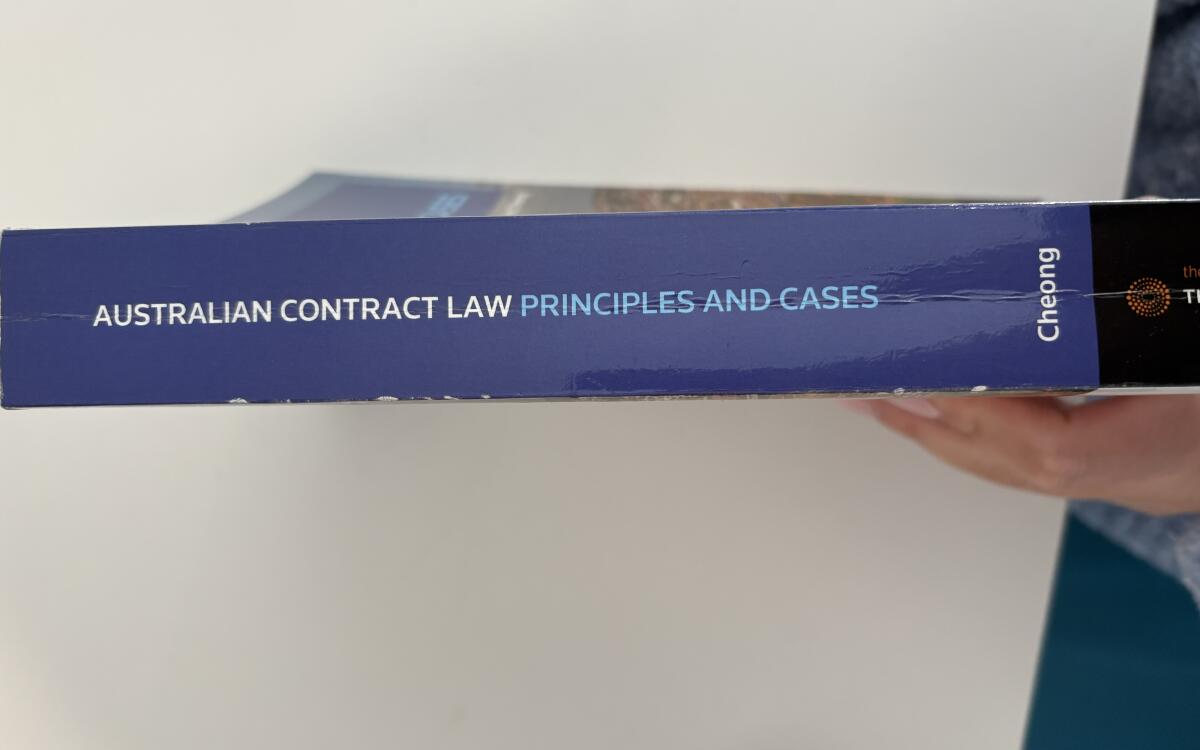 AUSTRALIAN CONTRACT LAW PRINCIPLES AND CASES
Cheong